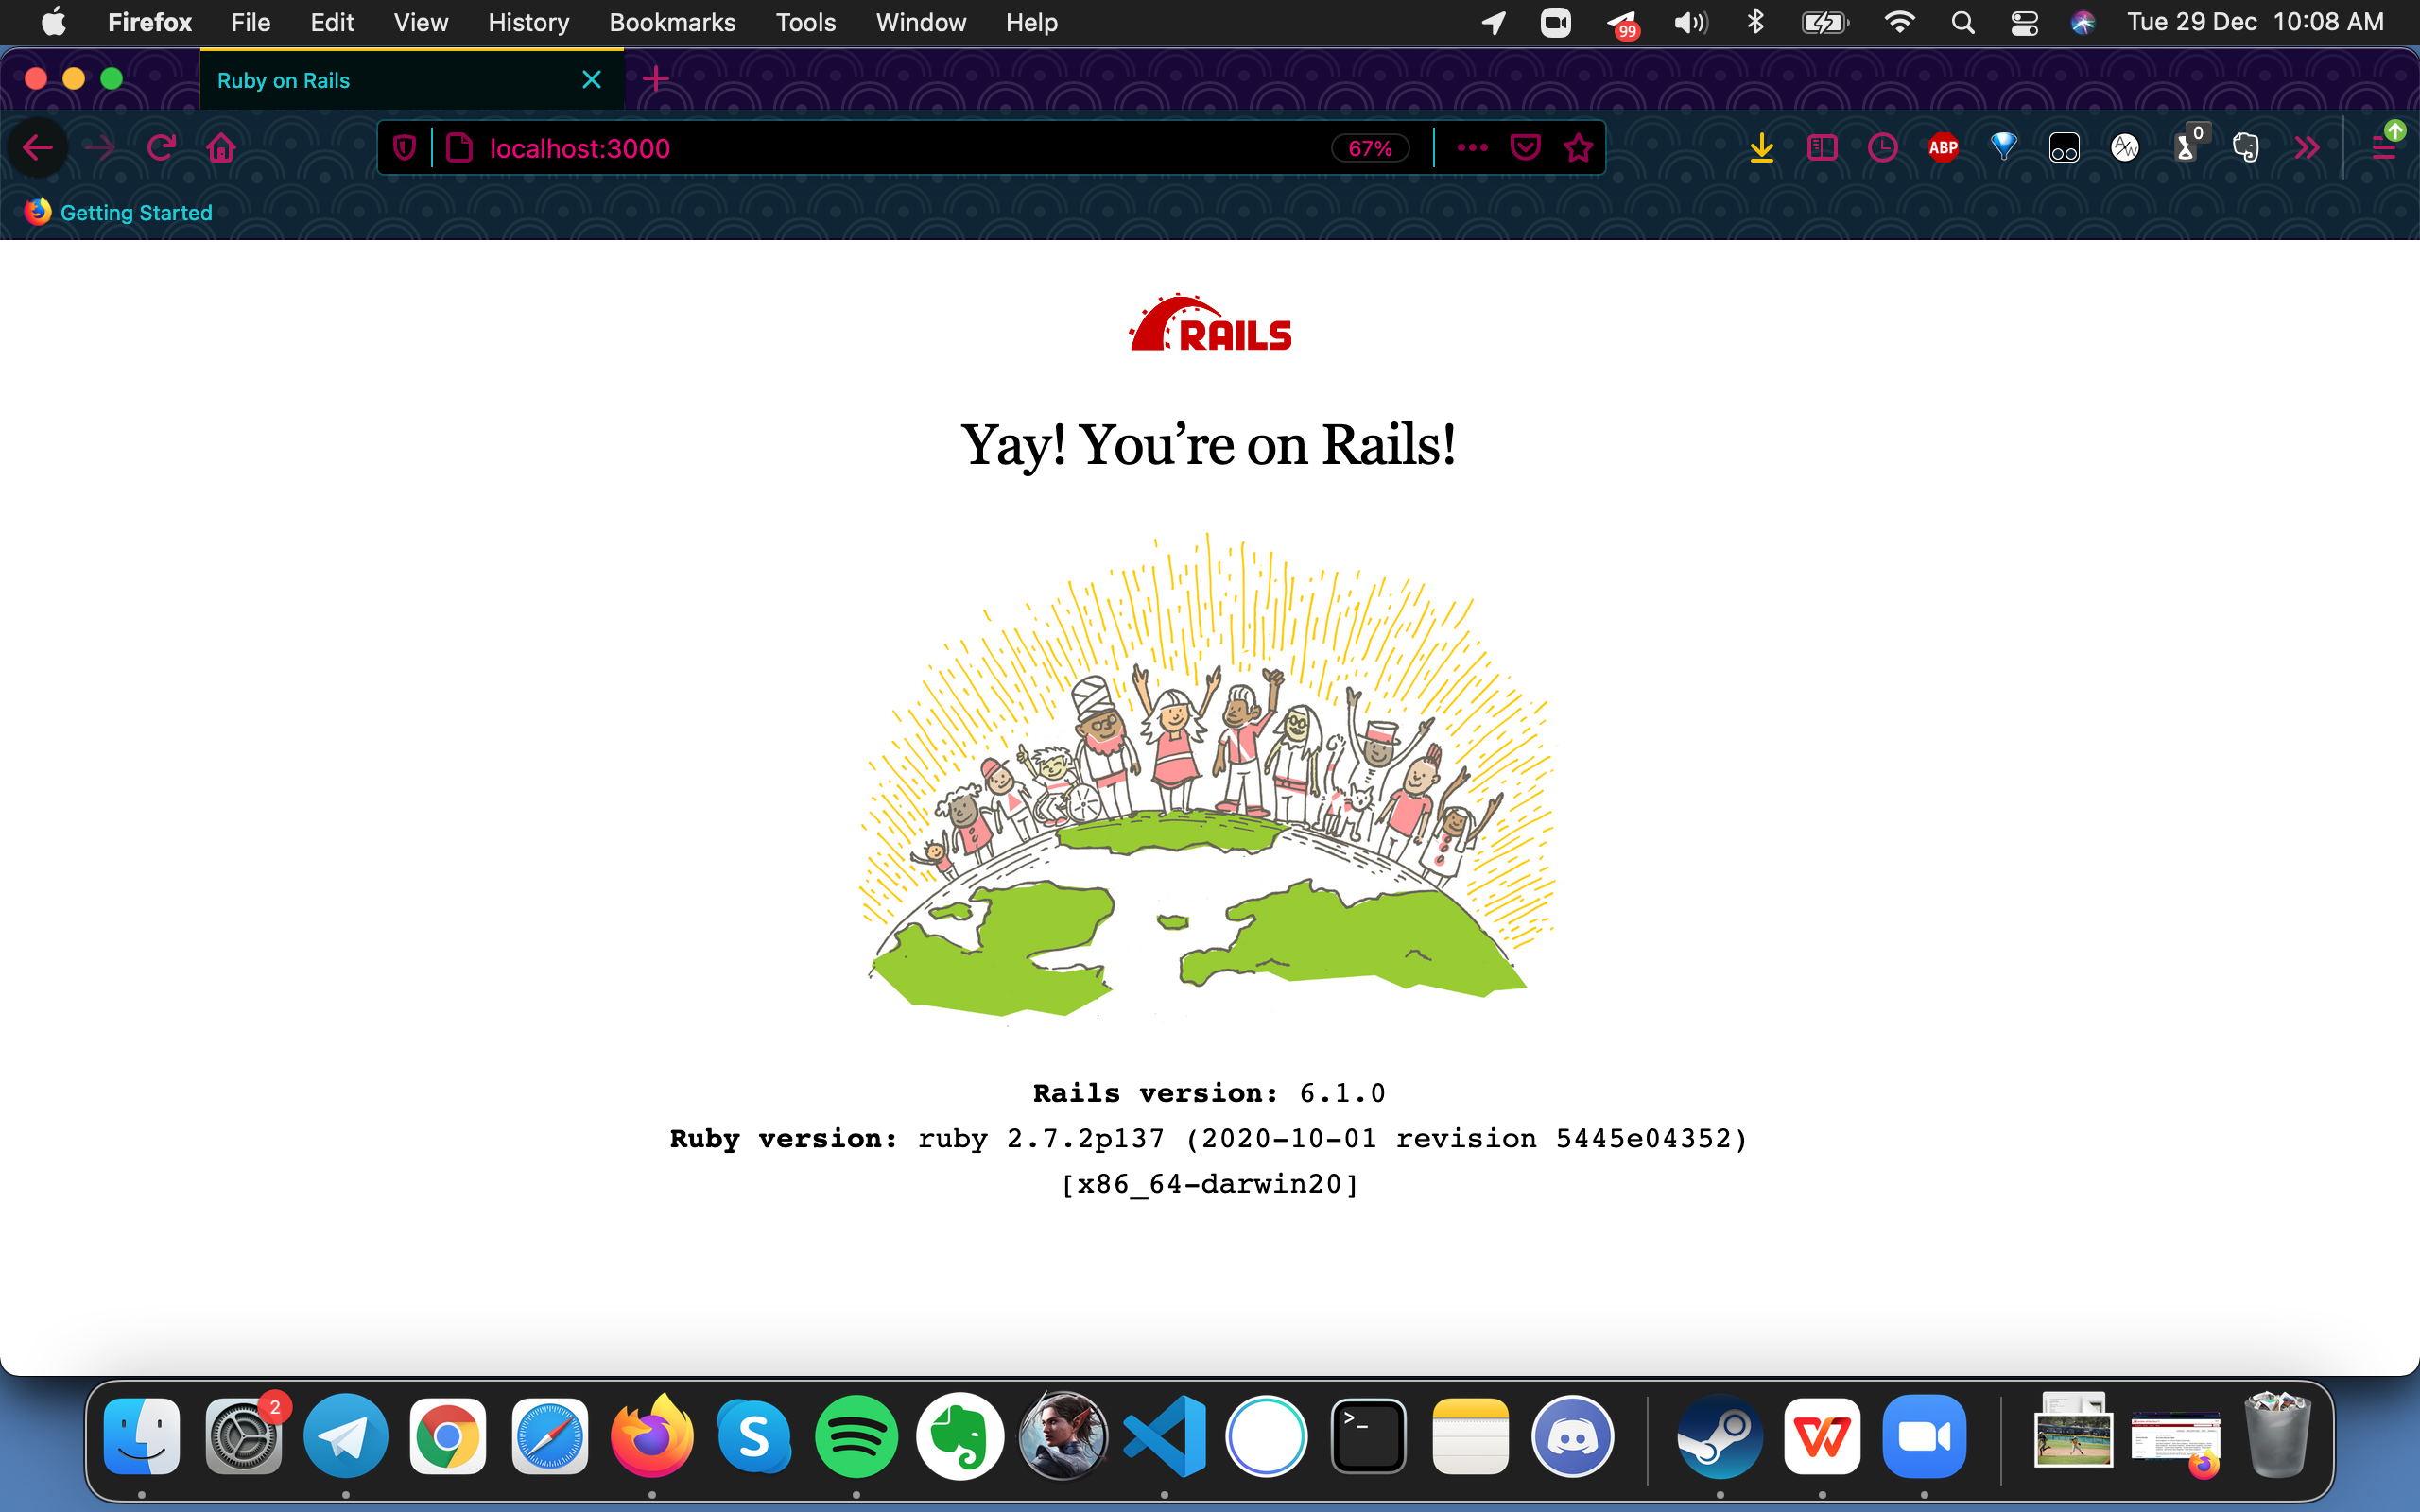 Firefox File Edit View History Bookmarks Tools Window Help 99 Tue 29 Dec 10:08 AM
Ruby on Rails
localhost:3000 67% ABP 0
Getting Started
RAILS
Yay! You’re on Rails!
Rails version: 6.1.0
Ruby version: ruby 2.7.2p137 (2020-10-01 revision 5445e04352)
[x86_64-darwin20]
2
S
>_
W